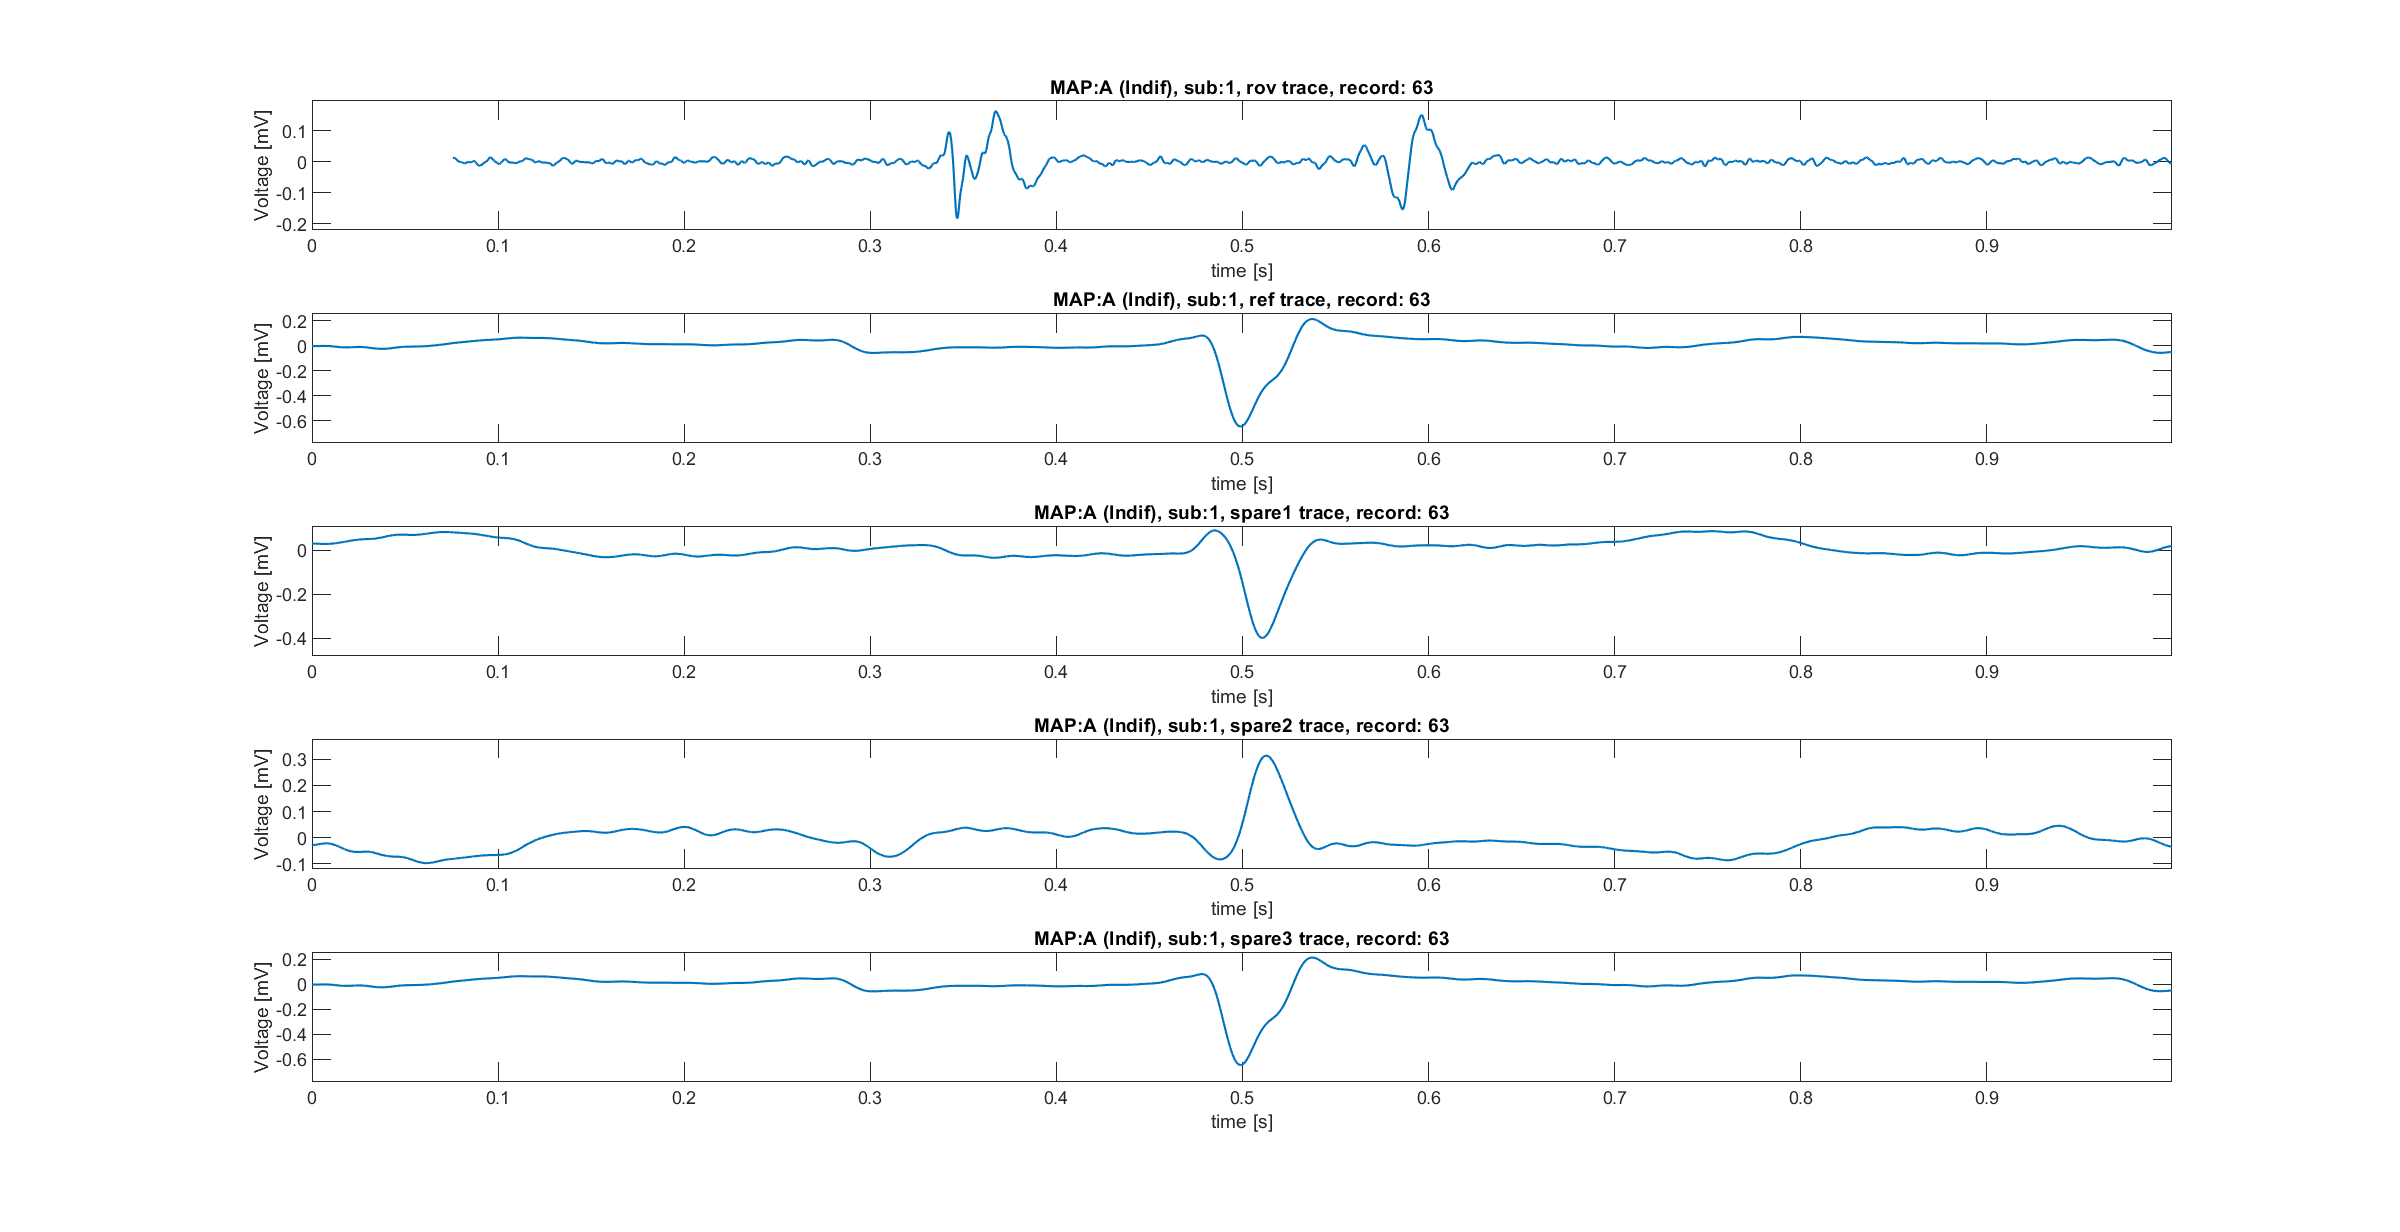 MAP:A (Indif), sub:1, rov trace, record: 63
Voltage [mV]
0.1
0
-0.1
-0.2
0 0.1 0.2 0.3 0.4 0.5 0.6 0.7 0.8 0.9
time [s]
MAP:A (Indif), sub:1, ref trace, record: 63
Voltage [mV]
0.2
0
-0.2
-0.4
-0.6
0 0.1 0.2 0.3 0.4 0.5 0.6 0.7 0.8 0.9
time [s]
MAP:A (Indif), sub:1, spare1 trace, record: 63
Voltage [mV]
0
-0.2
-0.4
0 0.1 0.2 0.3 0.4 0.5 0.6 0.7 0.8 0.9
time [s]
MAP:A (Indif), sub:1, spare2 trace, record: 63
Voltage [mV]
0.3
0.2
0.1
0
-0.1
0 0.1 0.2 0.3 0.4 0.5 0.6 0.7 0.8 0.9
time [s]
MAP:A (Indif), sub:1, spare3 trace, record: 63
Voltage [mV]
0.2
0
-0.2
-0.4
-0.6
0 0.1 0.2 0.3 0.4 0.5 0.6 0.7 0.8 0.9
time [s]